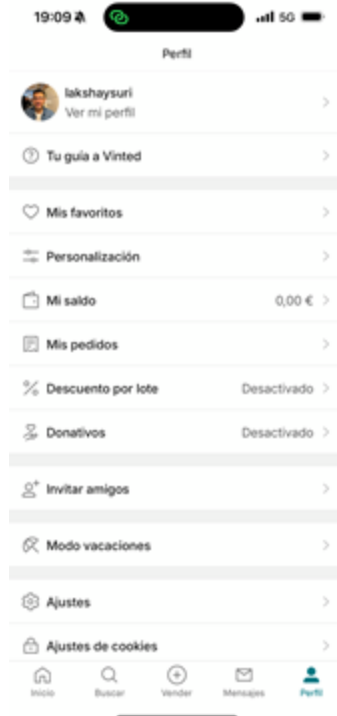 19:09
5G
Perfil
lakshaysuri
Ver mi perfil
Tu guía a Vinted
Mis favoritos
Personalización
Mi saldo 0,00 €
Mis pedidos
Descuento por lote Desactivado
Donativos Desactivado
Invitar amigos
Modo vacaciones
Ajustes
Ajustes de cookies
Inicio Buscar Vender Mensajes Perfil